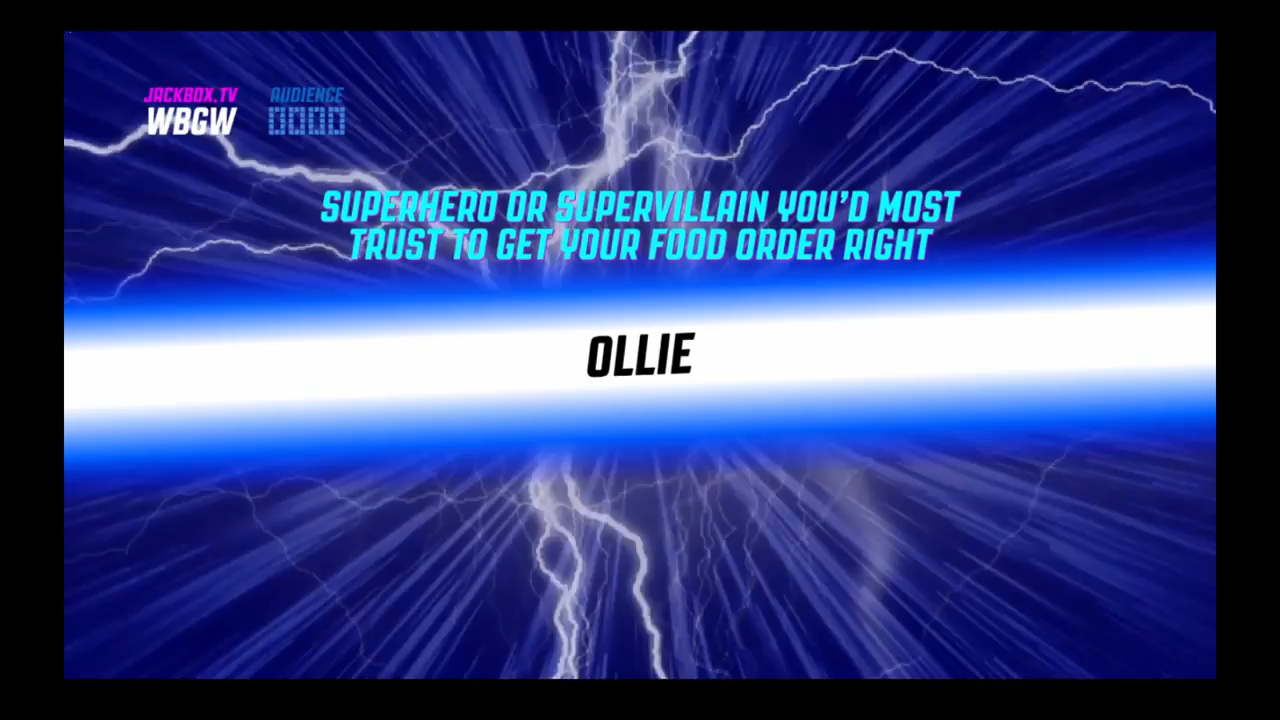 JACKBOX.TV
AUDIENCE
WBGW
SUPERHERO OR SUPERVILLAIN YOU'D MOST
TRUST TO GET YOUR FOOD ORDER RIGHT
OLLIE